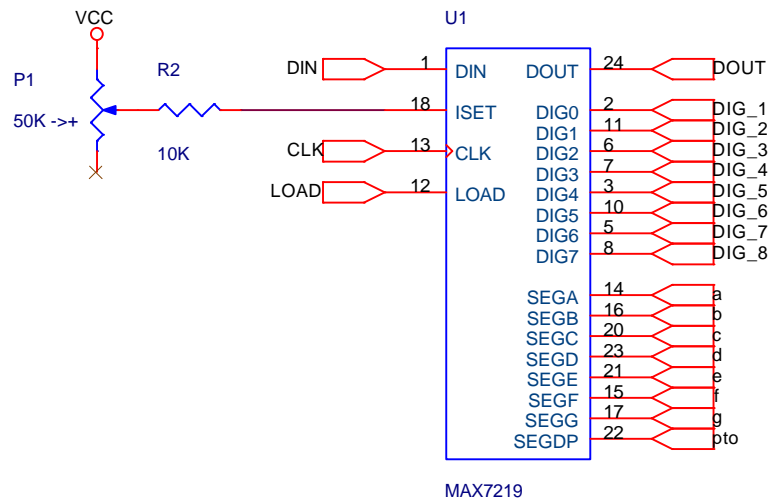 VCC
U1
P1
R2
50K ->+
10K
DIN
1
DIN
DOUT
24
DOUT
18
ISET
DIG0
2
DIG_1
DIG1
11
DIG_2
CLK
13
CLK
DIG2
6
DIG_3
DIG3
7
DIG_4
LOAD
12
LOAD
DIG4
3
DIG_5
DIG5
10
DIG_6
DIG6
5
DIG_7
DIG7
8
DIG_8
SEGA
14
a
SEGB
16
b
SEGC
20
c
SEGD
23
d
SEGE
21
e
SEGF
15
f
SEGG
17
g
SEGDP
22
pto
MAX7219